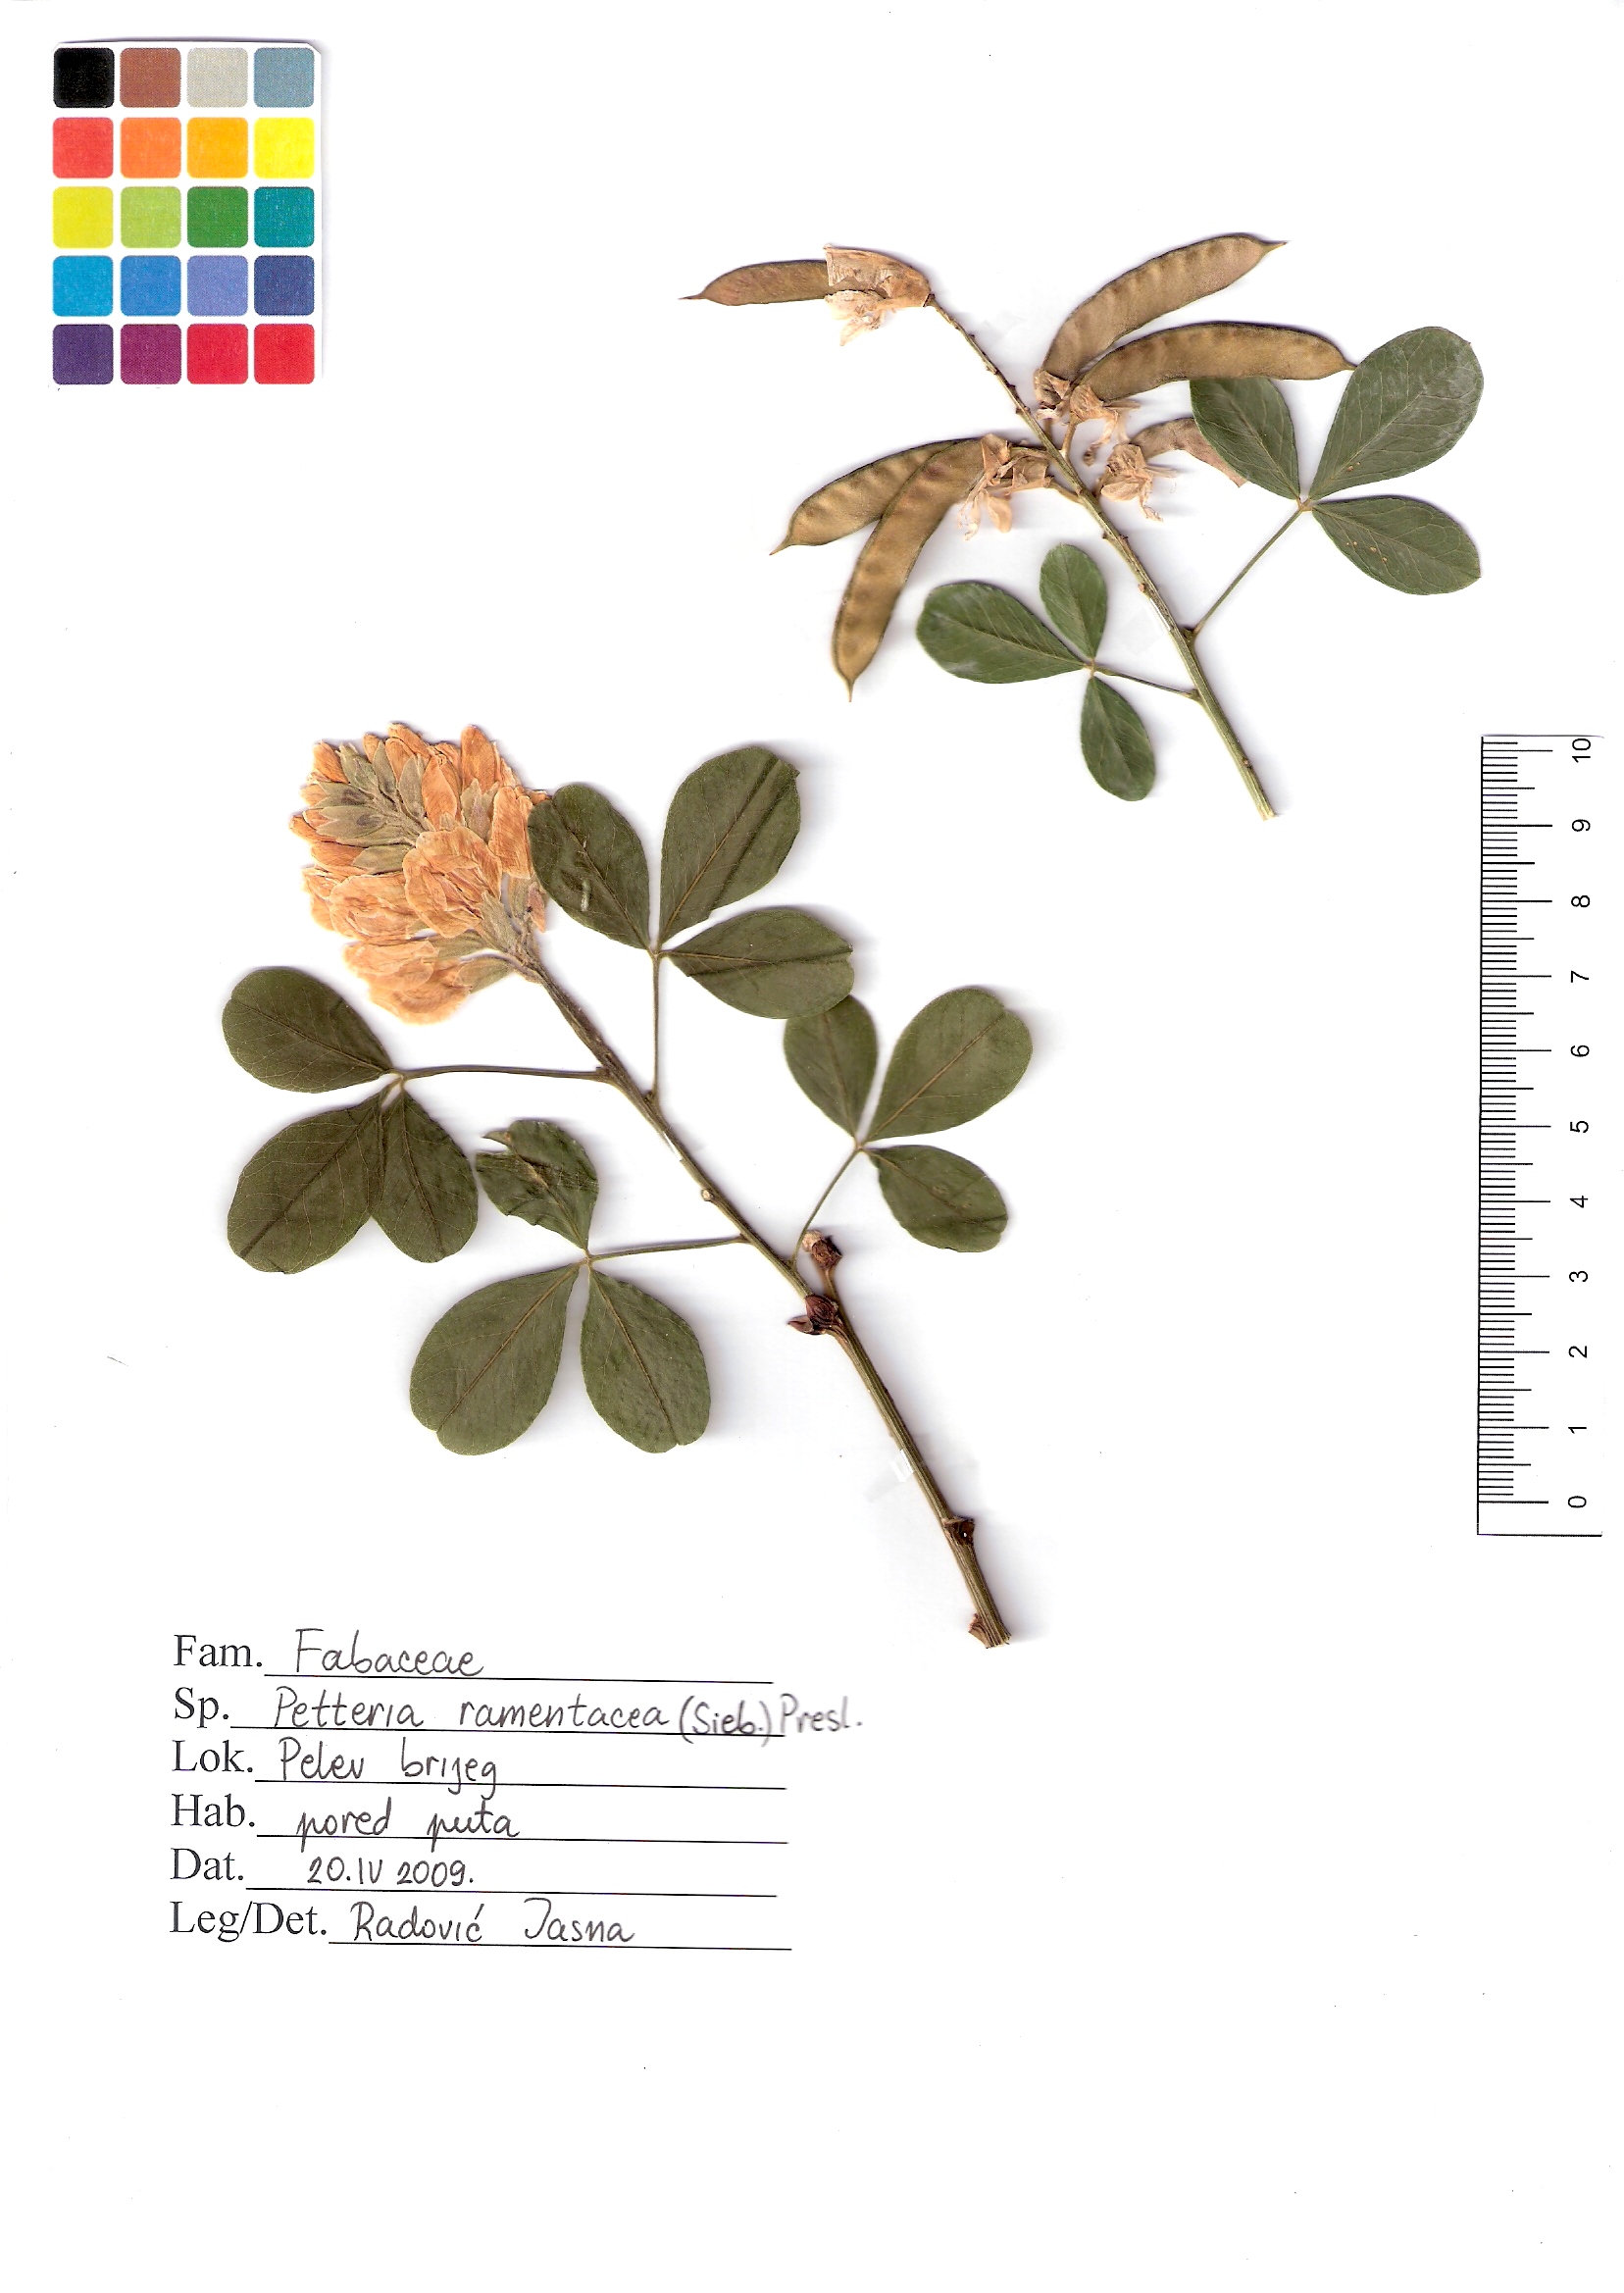 10
9
8
7
6
5
4
3
2
1
0
Fam. Fabaceae
Sp. Petteria ramentacea (Sieb.) Presl.
Lok. Pelev brijeg
Hab. pored puta
Dat. 20.IV 2009.
Leg/Det. Radović Jasna